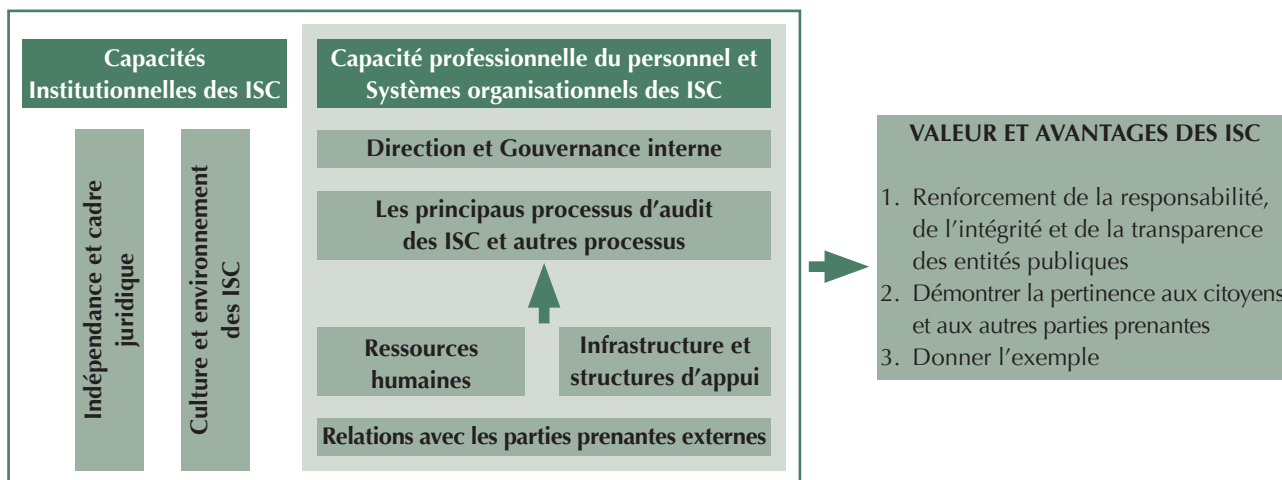 Capacités
Institutionnelles des ISC
Indépendance et cadre
juridique
Culture et environnement
des ISC
Capacité professionnelle du personnel et
Systèmes organisationnels des ISC
Direction et Gouvernance interne
Les principaus processus d’audit
des ISC et autres processus
Ressources
humaines
Infrastructure et
structures d’appui
Relations avec les parties prenantes externes
VALEUR ET AVANTAGES DES ISC
1. Renforcement de la responsabilité,
de l’intégrité et de la transparence
des entités publiques
2. Démontrer la pertinence aux citoyens
et aux autres parties prenantes
3. Donner l’exemple